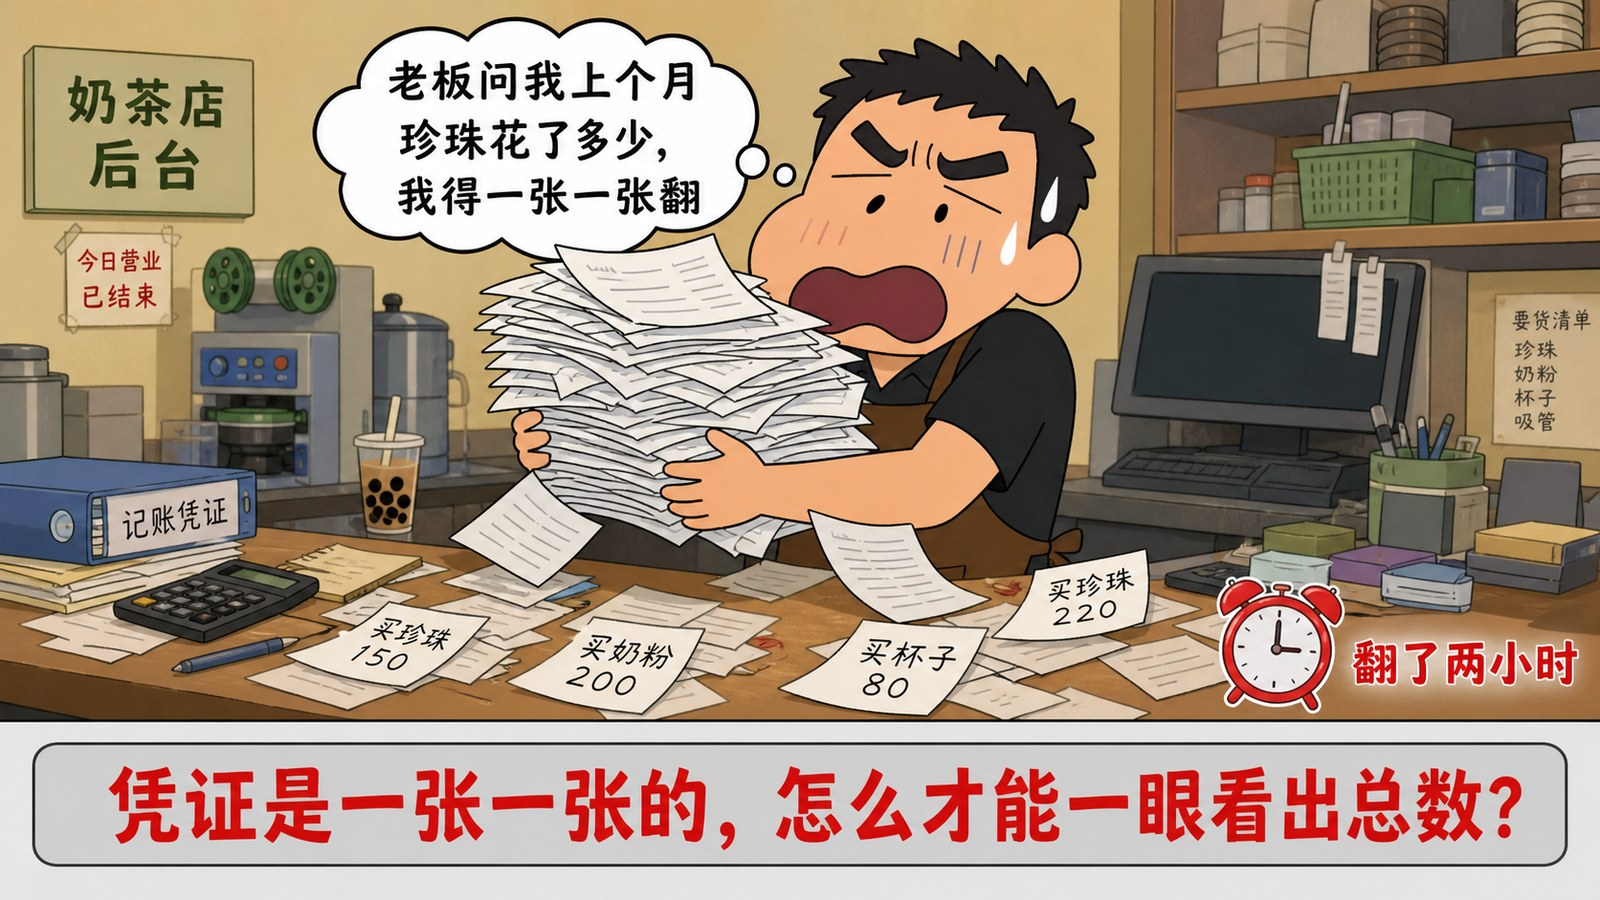 奶茶店
后台
老板问我上个月
珍珠花了多少，
我得一张一张翻
今日营业
已结束
要货清单
珍珠
奶粉
杯子
吸管
记账凭证
买珍珠
150
买奶粉
200
买杯子
80
买珍珠
220
翻了两小时
凭证是一张一张的，怎么才能一眼看出总数？